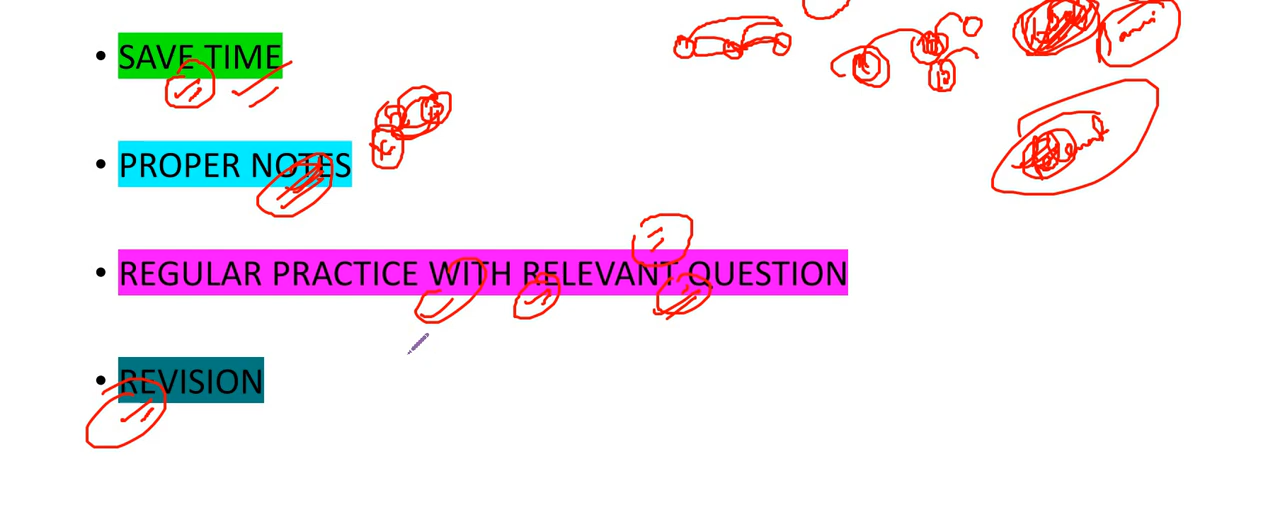 • SAVE TIME
• PROPER NOTES
• REGULAR PRACTICE WITH RELEVANT QUESTION
• REVISION